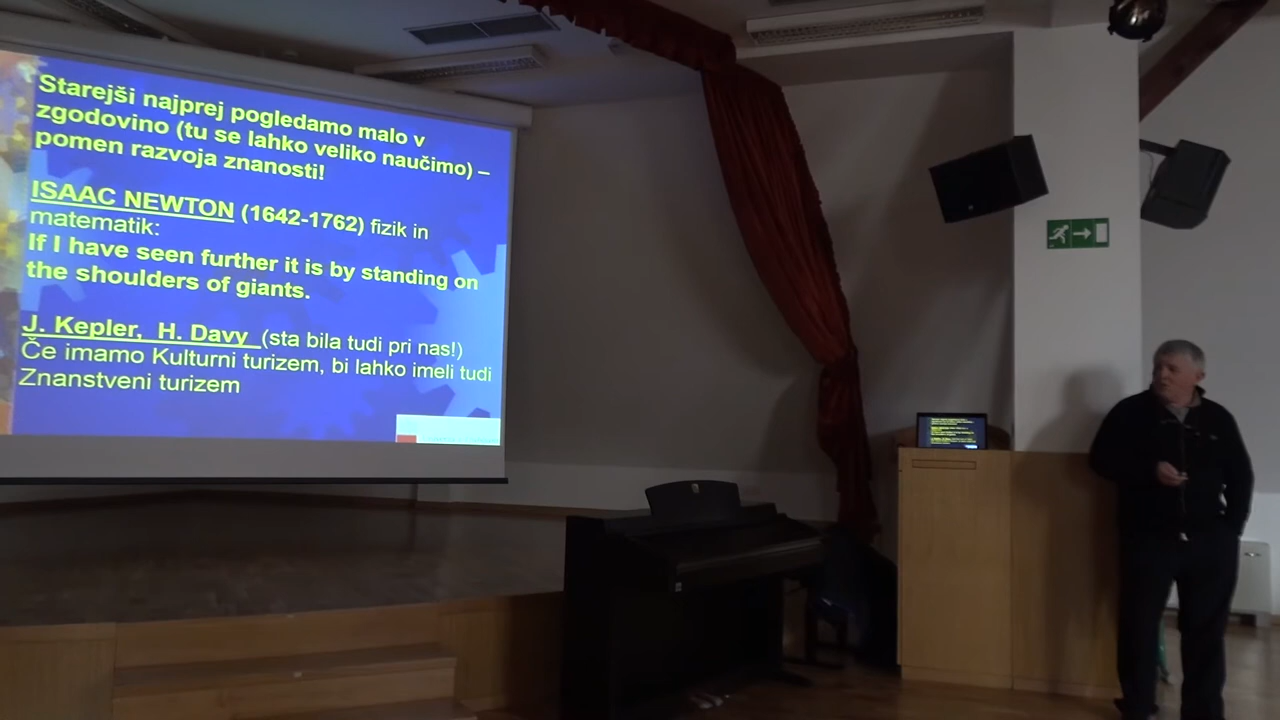 Starejši najprej pogledamo malo v
zgodovino (tu se lahko veliko naučimo) –
pomen razvoja znanosti!
ISAAC NEWTON (1642-1762) fizik in
matematik:
If I have seen further it is by standing on
the shoulders of giants.
J. Kepler, H. Davy (sta bila tudi pri nas!)
Če imamo Kulturni turizem, bi lahko imeli tudi
Znanstveni turizem